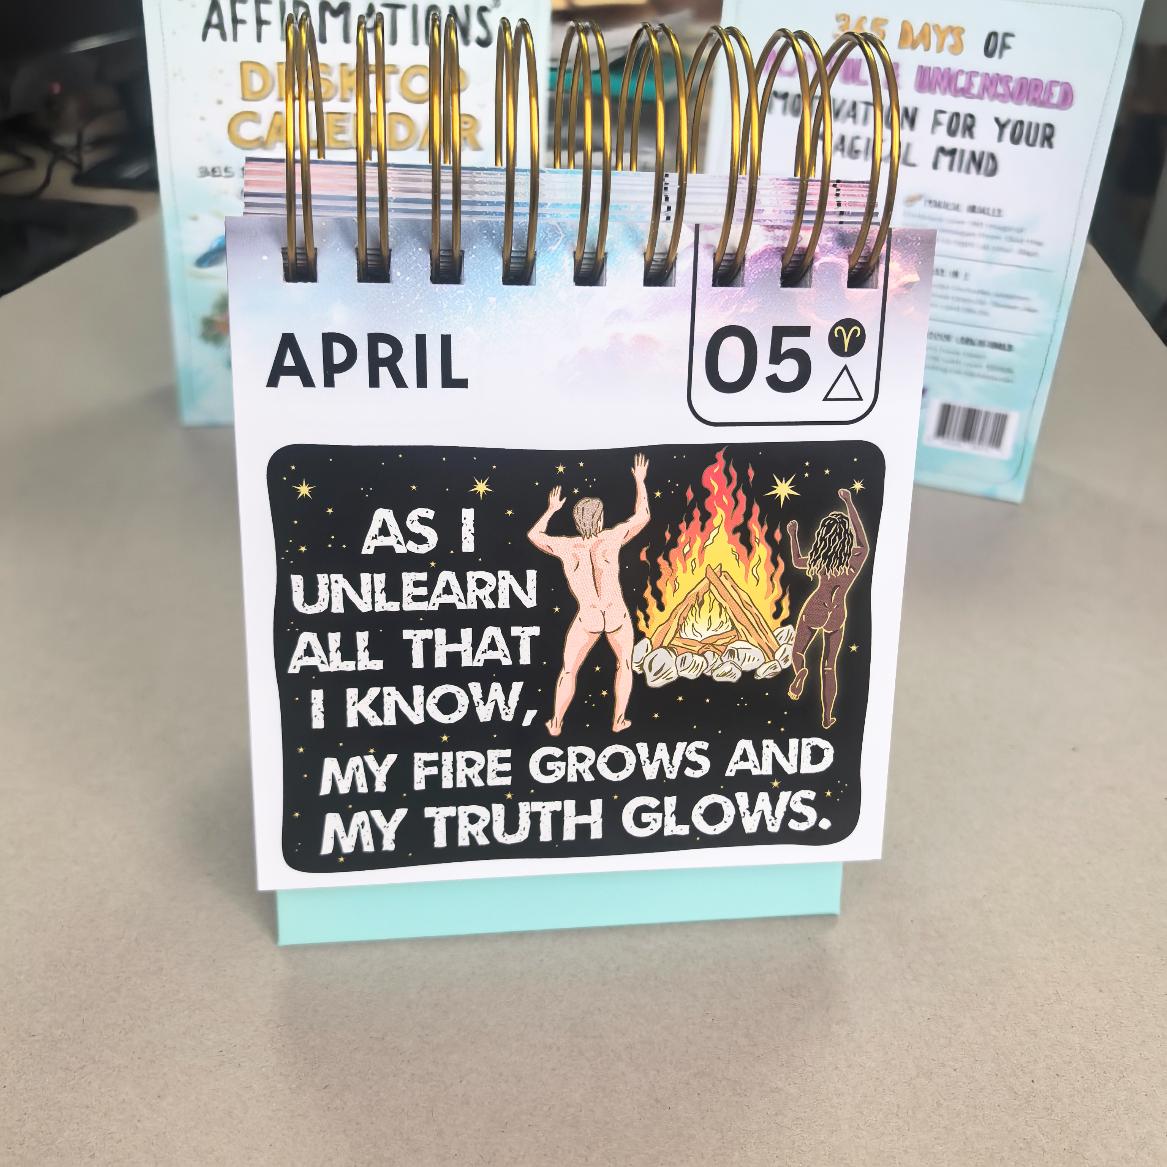 AFFIRMATIONS
DESKTOP
CALENDAR
365 DAYS OF
UNCENSORED
MOTIVATION FOR YOUR
MAGICAL MIND
APRIL
05
AS I
UNLEARN
ALL THAT
I KNOW,
MY FIRE GROWS AND
MY TRUTH GLOWS.